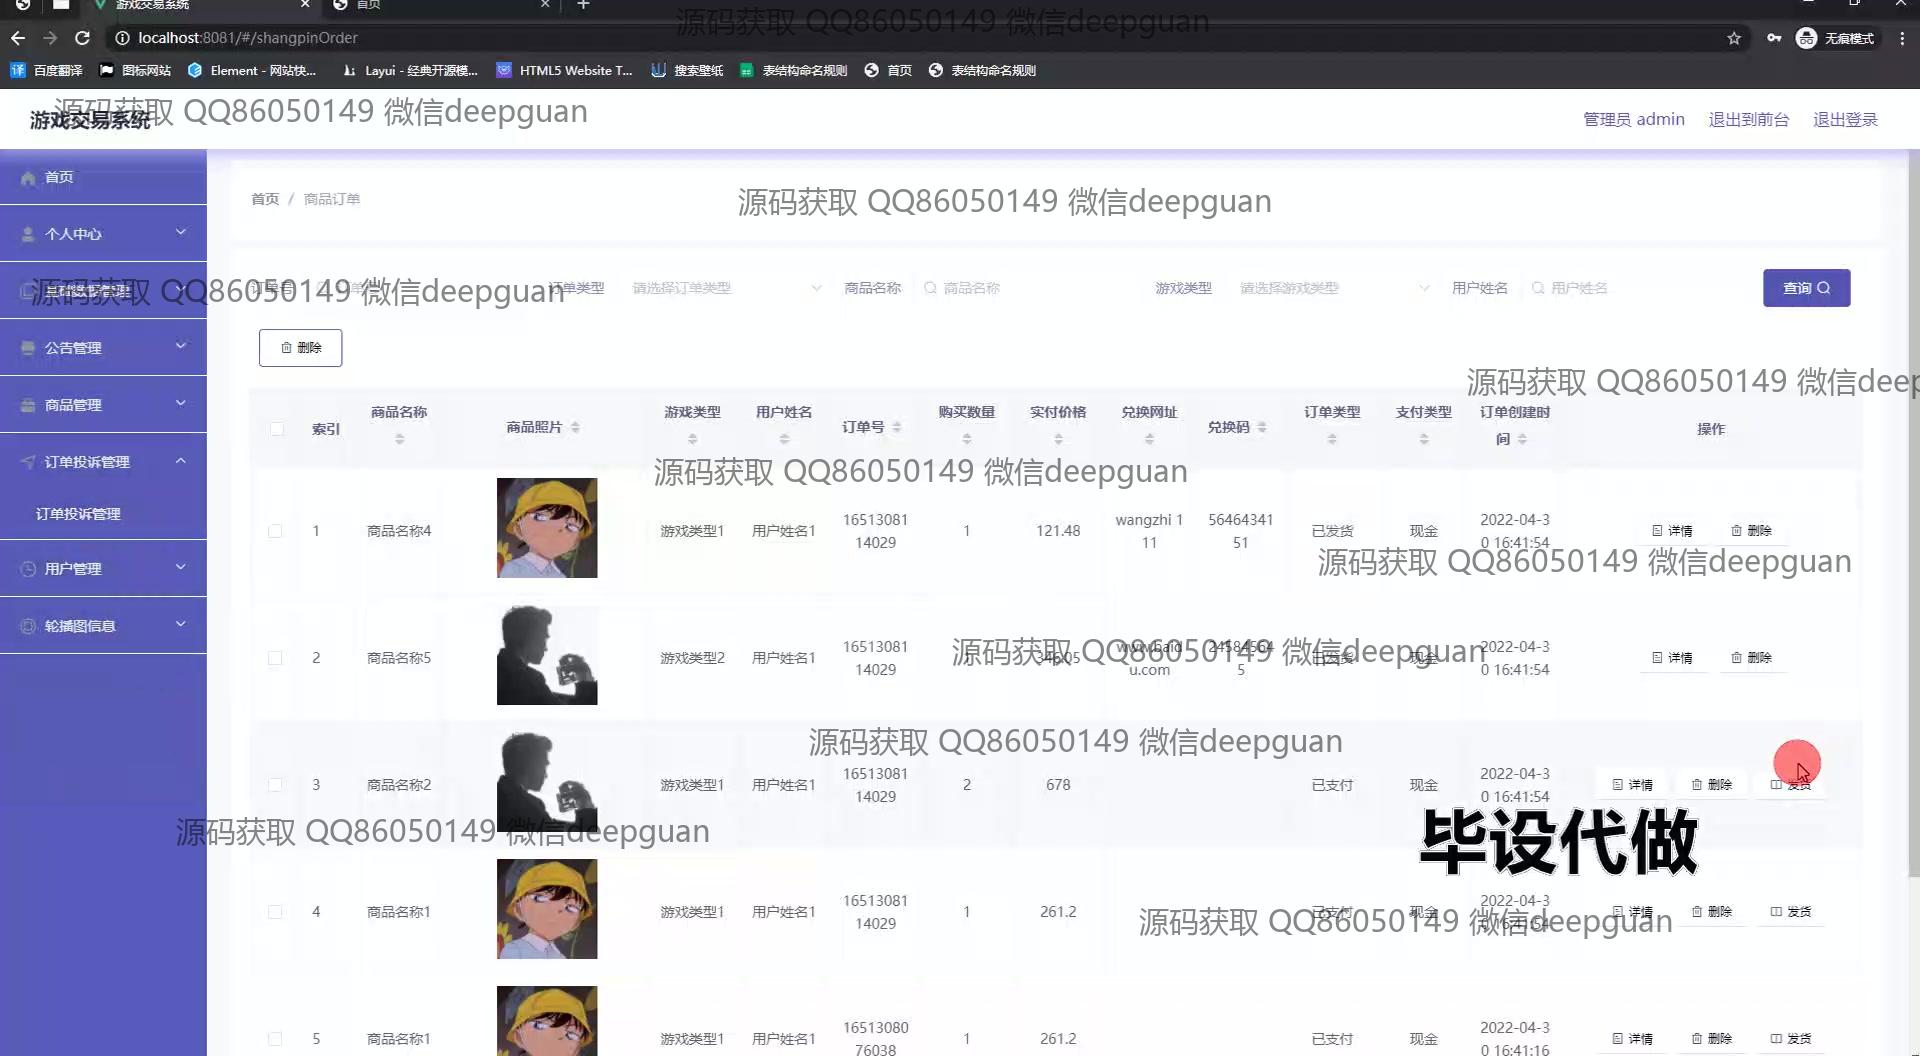 游戏交易系统
首页
localhost:8081/#/shangpinOrder
无痕模式
百度翻译
图标网站
Element - 网站快...
Layui - 经典开源模...
HTML5 Website T...
搜索壁纸
表结构命名规则
首页
表结构命名规则
源码获取 QQ86050149 微信deepguan
源码获取 QQ86050149 微信deepguan
游戏交易系统
管理员 admin
退出到前台
退出登录
首页
个人中心
基础数据管理
公告管理
商品管理
订单投诉管理
订单投诉管理
用户管理
轮播图信息
首页 / 商品订单
源码获取 QQ86050149 微信deepguan
源码获取 QQ86050149 微信deepguan
订单类型 请选择订单类型
商品名称 商品名称
游戏类型 请选择游戏类型
用户姓名 用户姓名
查询
删除
源码获取 QQ86050149 微信deep
索引 商品名称 商品照片 游戏类型 用户姓名 订单号 购买数量 实付价格 兑换网址 兑换码 订单类型 支付类型 订单创建时间 操作
源码获取 QQ86050149 微信deepguan
1 商品名称4 游戏类型1 用户姓名1 1651308114029 1 121.48 wangzhi 111 5646434151 已发货 现金 2022-04-30 16:41:54 详情 删除
源码获取 QQ86050149 微信deepguan
2 商品名称5 游戏类型2 用户姓名1 1651308114029 346.05 www.baidu.com 245845645 已发货 现金 2022-04-30 16:41:54 详情 删除
源码获取 QQ86050149 微信deepguan
源码获取 QQ86050149 微信deepguan
3 商品名称2 游戏类型1 用户姓名1 1651308114029 2 678 已支付 现金 2022-04-30 16:41:54 详情 删除 发货
源码获取 QQ86050149 微信deepguan
毕设代做
4 商品名称1 游戏类型1 用户姓名1 1651308114029 1 261.2 已支付 现金 2022-04-30 16:41:54 详情 删除 发货
源码获取 QQ86050149 微信deepguan
5 商品名称1 游戏类型1 用户姓名1 1651308076038 1 261.2 已支付 现金 2022-04-30 16:41:16 详情 删除 发货